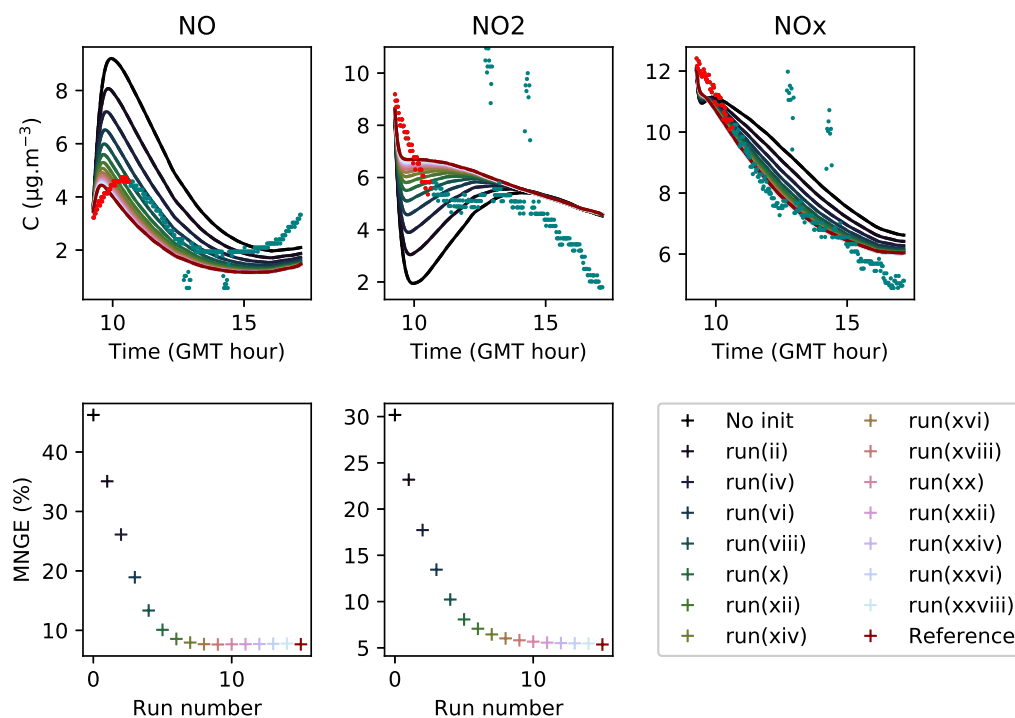 NO
NO2
NOx
C (µg.m⁻³)
8
6
4
2
10
15
Time (GMT hour)
10
8
6
4
2
10
15
Time (GMT hour)
12
10
8
6
10
15
Time (GMT hour)
MNGE (%)
40
30
20
10
0
10
Run number
30
25
20
15
10
5
0
10
Run number
No init
run(ii)
run(iv)
run(vi)
run(viii)
run(x)
run(xii)
run(xiv)
run(xvi)
run(xviii)
run(xx)
run(xxii)
run(xxiv)
run(xxvi)
run(xxviii)
Reference